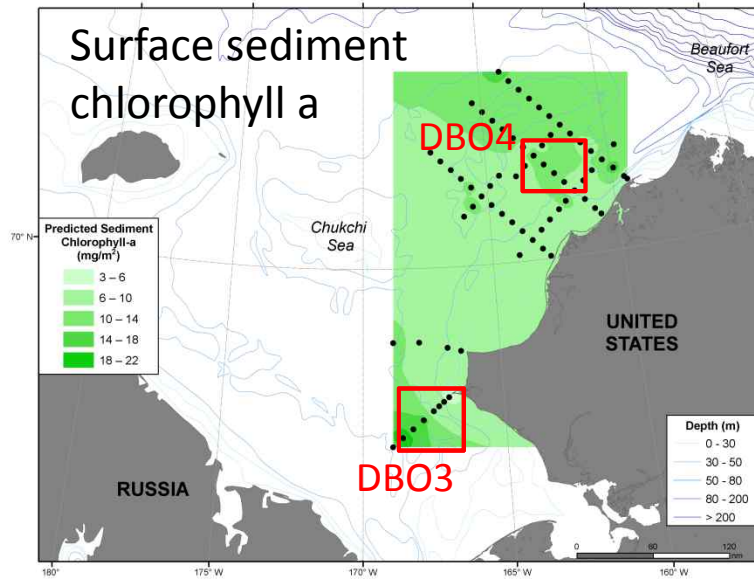 Surface sediment
chlorophyll a
Beaufort
Sea
DBO4
Chukchi
Sea
70° N
Predicted Sediment
Chlorophyll-a
(mg/m²)
3 – 6
6 – 10
10 – 14
14 – 18
18 – 22
UNITED
STATES
DBO3
RUSSIA
Depth (m)
0 - 30
30 - 50
50 - 80
80 - 200
> 200
0 60 120
nm
180° 175°W 170°W 165°W 160° W